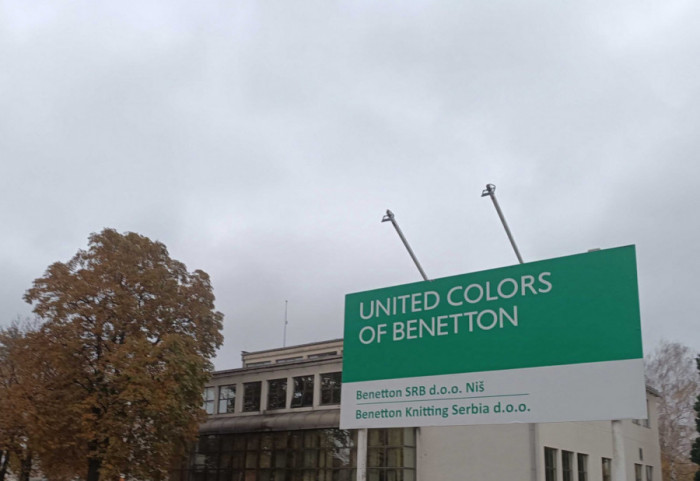 UNITED COLORS
OF BENETTON
Benetton SRB d.o.o. Niš
Benetton Knitting Serbia d.o.o.